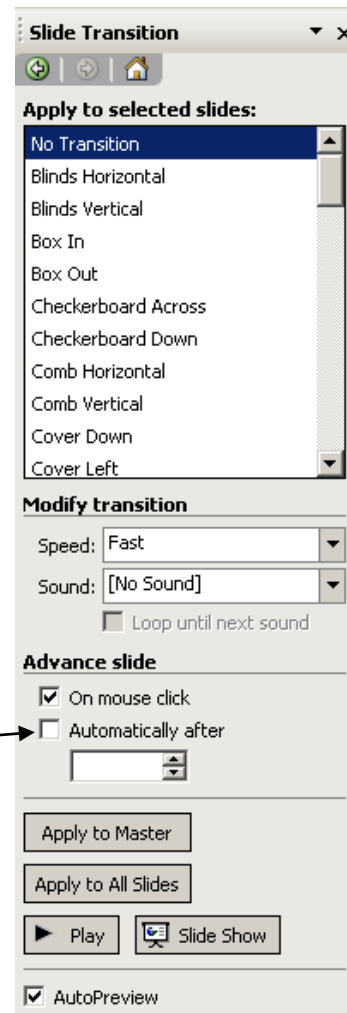 Slide Transition
Apply to selected slides:
No Transition
Blinds Horizontal
Blinds Vertical
Box In
Box Out
Checkerboard Across
Checkerboard Down
Comb Horizontal
Comb Vertical
Cover Down
Cover Left
Modify transition
Speed: Fast
Sound: [No Sound]
Loop until next sound
Advance slide
On mouse click
Automatically after
Apply to Master
Apply to All Slides
Play Slide Show
AutoPreview